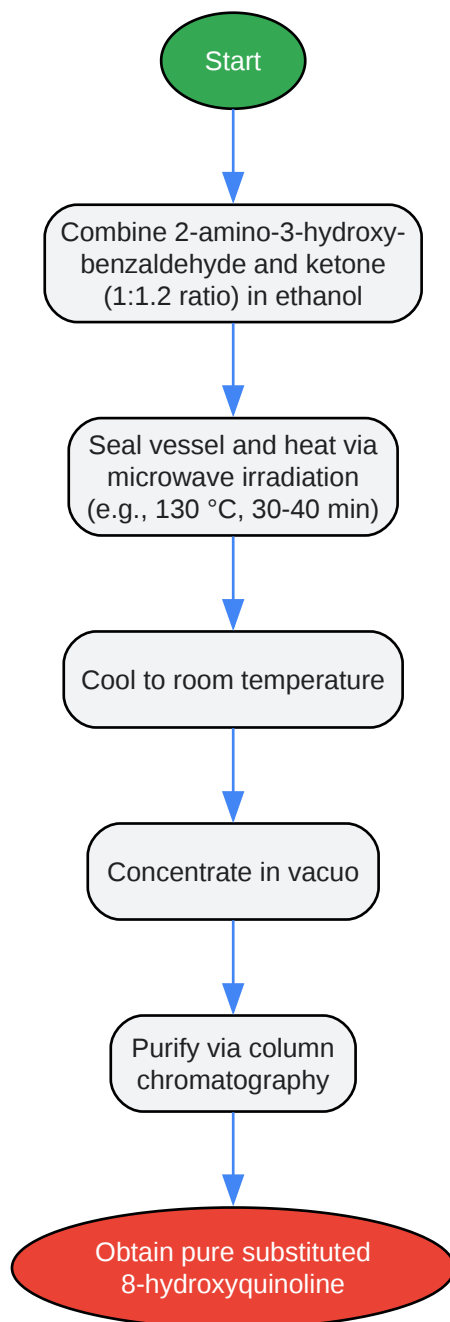 Start
Combine 2-amino-3-hydroxy-
benzaldehyde and ketone
(1:1.2 ratio) in ethanol
Seal vessel and heat via
microwave irradiation
(e.g., 130 °C, 30-40 min)
Cool to room temperature
Concentrate in vacuo
Purify via column
chromatography
Obtain pure substituted
8-hydroxyquinoline